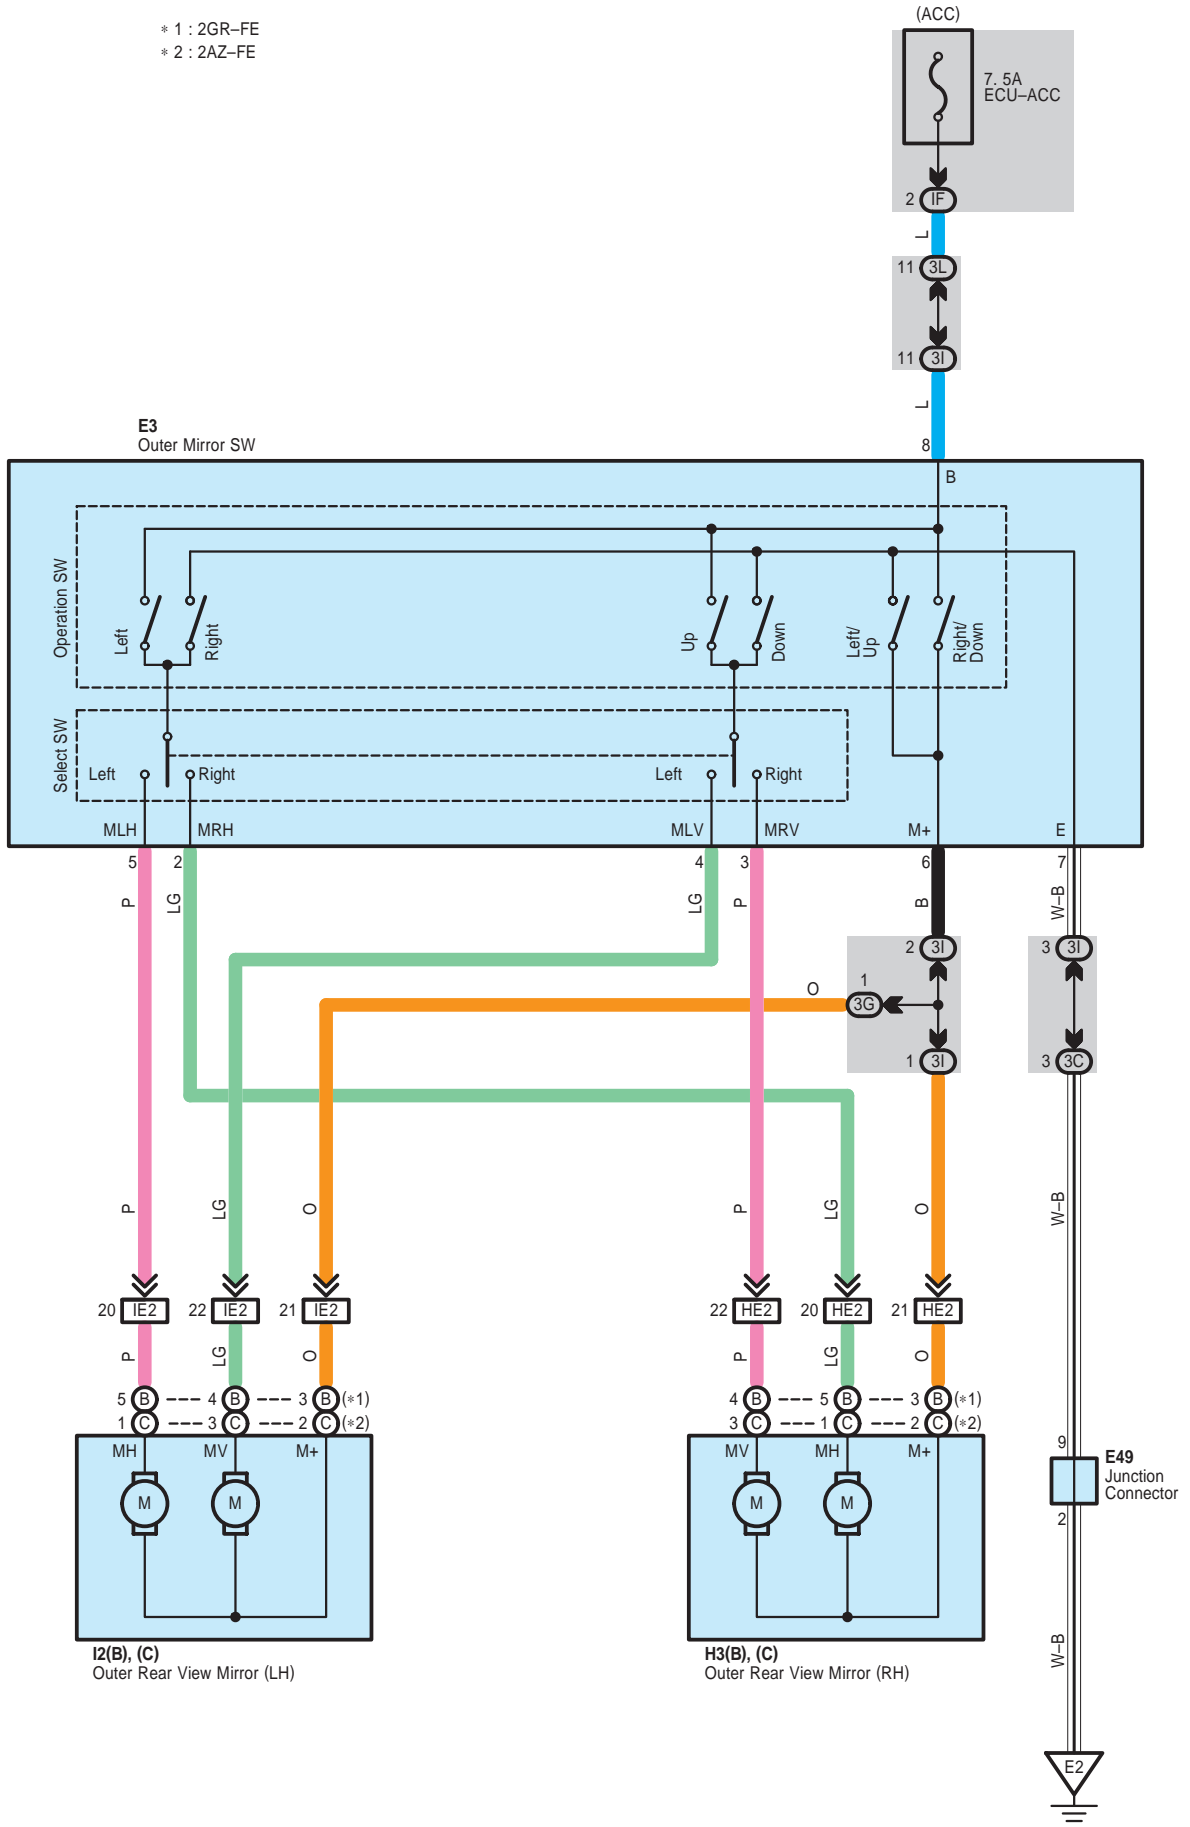 (ACC)
∗ 1 : 2GR–FE
∗ 2 : 2AZ–FE
7. 5A
ECU–ACC
2 IF
L
11 3L
11 3I
L
E3
Outer Mirror SW
8
B
Operation SW
Left
Right
Up
Down
Left/
Up
Right/
Down
Select SW
Left
Right
Left
Right
MLH
MRH
MLV
MRV
M+
E
5
2
4
3
6
7
P
LG
LG
P
B
W–B
2 3I
3 3I
O
1
3G
1 3I
3 3C
P
LG
O
P
LG
O
W–B
20 IE2
22 IE2
21 IE2
22 HE2
20 HE2
21 HE2
P
LG
O
P
LG
O
5 B 4 B 3 B (∗1)
4 B 5 B 3 B (∗1)
1 C 3 C 2 C (∗2)
3 C 1 C 2 C (∗2)
MH
MV
M+
MV
MH
M+
9
E49
Junction
Connector
M
M
M
M
2
I2(B), (C)
Outer Rear View Mirror (LH)
H3(B), (C)
Outer Rear View Mirror (RH)
W–B
E2